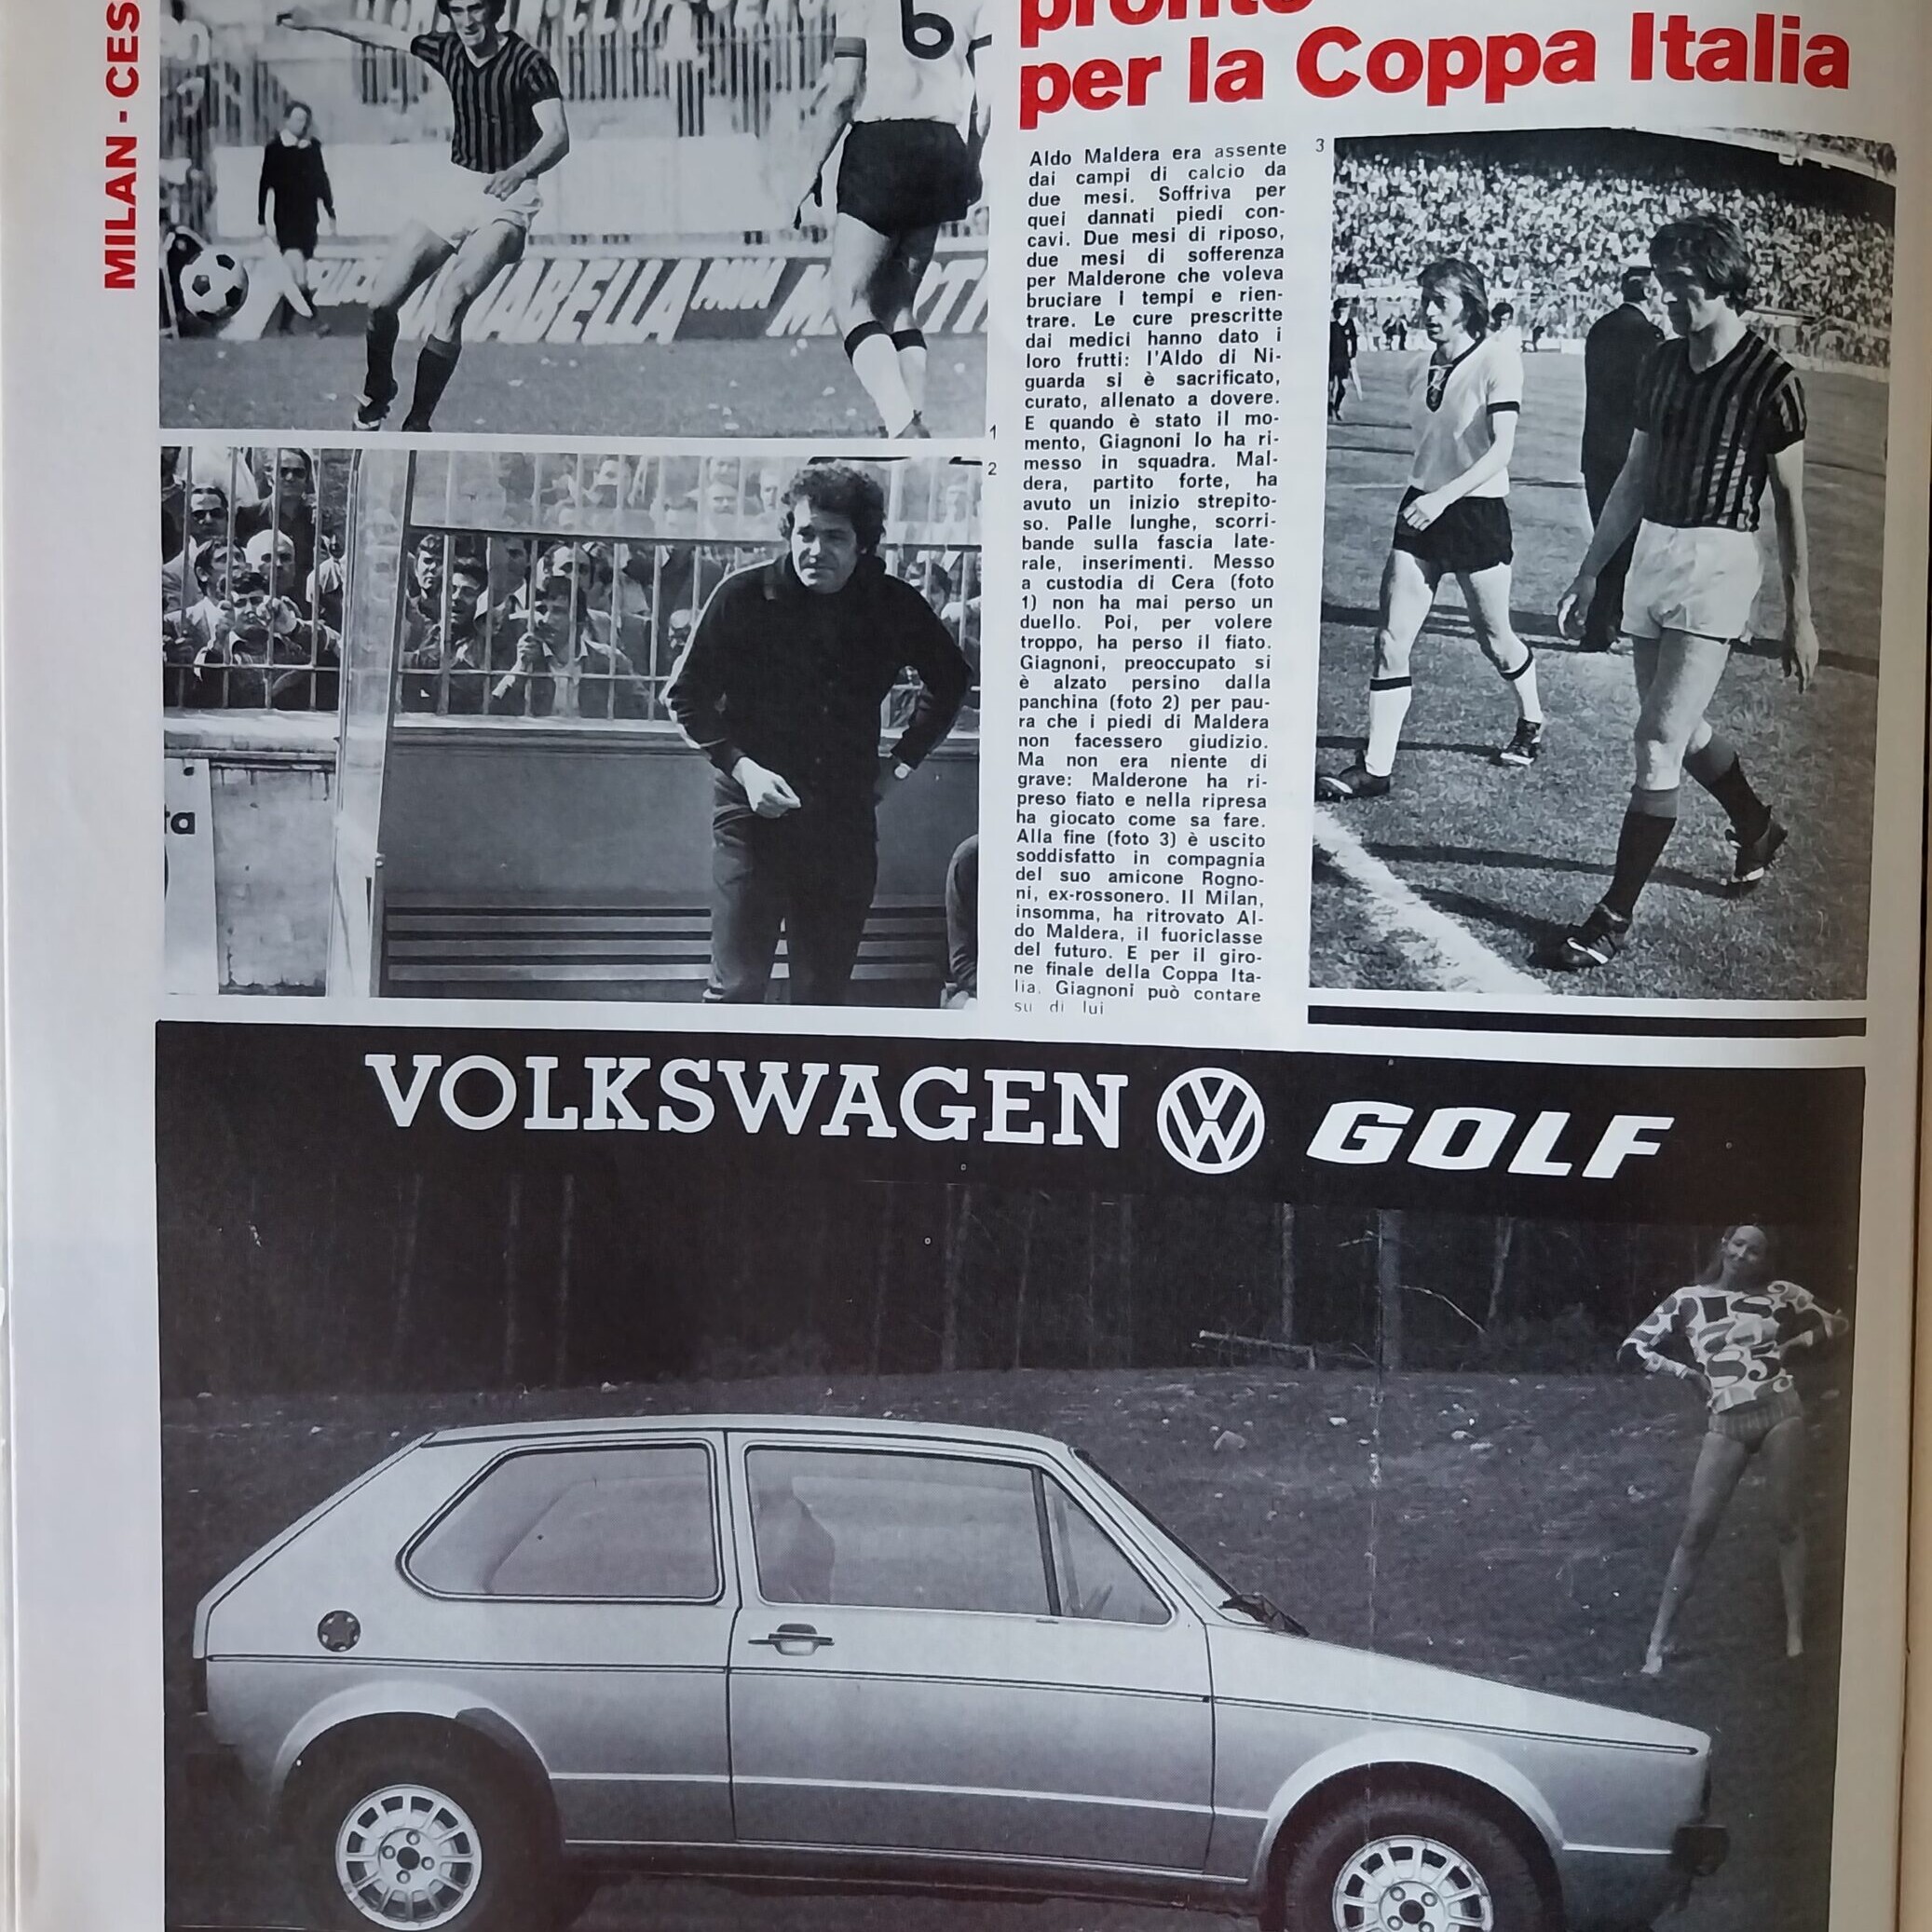 MILAN - CES
pronto
per la Coppa Italia
6
1
2
3
Aldo Maldera era assente
dai campi di calcio da
due mesi. Soffriva per
quei dannati piedi con-
cavi. Due mesi di riposo,
due mesi di sofferenza
per Malderone che voleva
bruciare i tempi e rien-
trare. Le cure prescritte
dai medici hanno dato i
loro frutti: l'Aldo di Ni-
guarda si è sacrificato,
curato, allenato a dovere.
E quando è stato il mo-
mento, Giagnoni lo ha ri-
messo in squadra. Mal-
dera, partito forte, ha
avuto un inizio strepito-
so. Palle lunghe, scorri-
bande sulla fascia late-
rale, inserimenti. Messo
a custodia di Cera (foto
1) non ha mai perso un
duello. Poi, per volere
troppo, ha perso il fiato.
Giagnoni, preoccupato si
è alzato persino dalla
panchina (foto 2) per pau-
ra che i piedi di Maldera
non facessero giudizio.
Ma non era niente di
grave: Malderone ha ri-
preso fiato e nella ripresa
ha giocato come sa fare.
Alla fine (foto 3) è uscito
soddisfatto in compagnia
del suo amicone Rogno-
ni, ex-rossonero. Il Milan,
insomma, ha ritrovato Al-
do Maldera, il fuoriclasse
del futuro. E per il giro-
ne finale della Coppa Ita-
lia. Giagnoni può contare
su di lui
VOLKSWAGEN VW GOLF